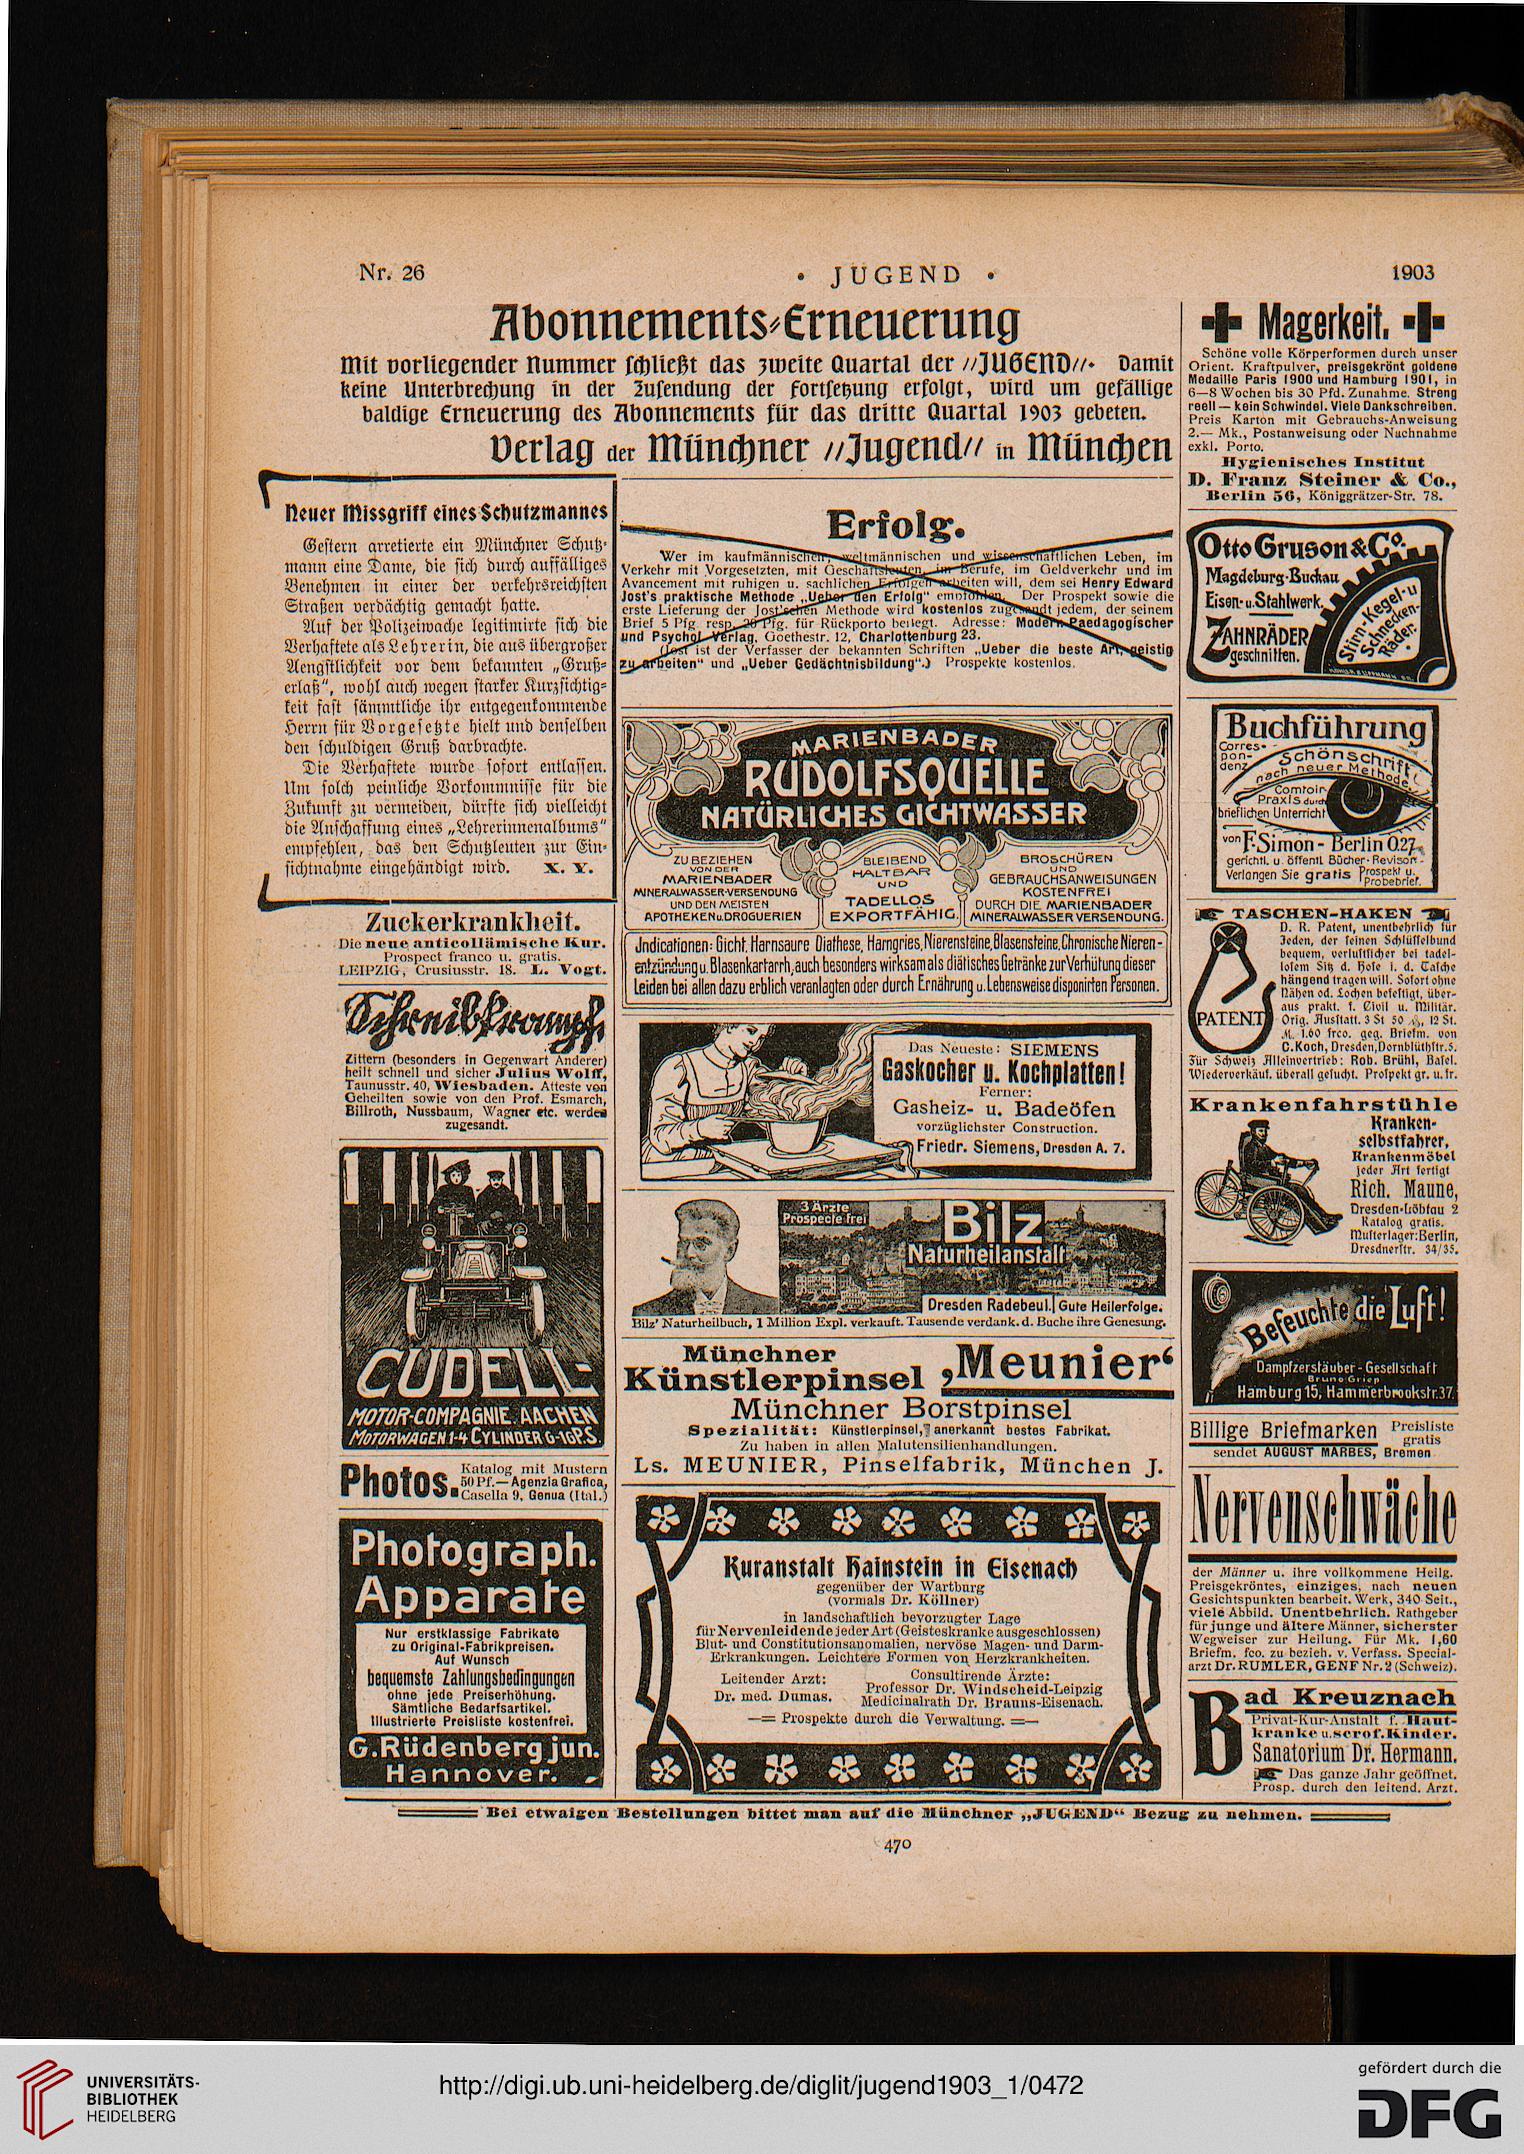 Nr. 26
• JUGEND •
1903
Abonnements-Erneuerung
Mit vorliegender Nummer schließt das zweite Quartal der „JUGEND“. Damit
keine Unterbrechung in der Zusendung der Fortsetzung erfolgt, wird um gefällige
baldige Erneuerung des Abonnements für das dritte Quartal 1903 gebeten.
Verlag der Münchner „Jugend“ in München
Neuer Missgriff eines Schutzmannes
Gestern arretierte ein Münchner Schutz-
mann eine Dame, die sich durch auffälliges
Benehmen in einer der verkehrsreichsten
Straßen verdächtig gemacht hatte.
Auf der Polizeiwache legitimirte sich die
Verhaftete als Lehrerin, die aus übergroßer
Aengstlichkeit vor dem bekannten „Gruß-
erlaß“, wohl auch wegen starker Kurzsichtig-
keit fast sämmtliche ihr entgegenkommende
Herrn für Vorgesetzte hielt und denselben
den schuldigen Gruß darbrachte.
Die Verhaftete wurde sofort entlassen.
Um solch peinliche Vorkommnisse für die
Zukunft zu vermeiden, dürfte sich vielleicht
die Anschaffung eines „Lehrerinnenalbums“
empfehlen, das den Schutzleuten zur Ein-
sichtnahme eingehändigt wird. X. Y.
Zuckerkrankheit.
Die neue anticollämische Kur.
Prospect franco u. gratis.
LEIPZIG, Crusiusstr. 18. L. Vogt.
Schreibkrampf,
Zittern (besonders in Gegenwart Anderer)
heilt schnell und sicher Julius Wolff,
Taunusstr. 40, Wiesbaden. Atteste von
Geheilten sowie von den Prof. Esmarch,
Billroth, Nussbaum, Wagner etc. werden
zugesandt.
CUDELL-
MOTOR-COMPAGNIE AACHEN
MOTORWAGEN 1-4 CYLINDER 6-16 P.S.
Photos. Katalog mit Mustern
50 Pf. — Agenzia Grafica,
Casella 9, Genua (Ital.)
Photograph.
Apparate
Nur erstklassige Fabrikate
zu Original-Fabrikpreisen.
Auf Wunsch
bequemste Zahlungsbedingungen
ohne jede Preiserhöhung.
Sämtliche Bedarfsartikel.
Illustrierte Preisliste kostenfrei.
G. Rüdenberg jun.
Hannover.
Erfolg.
Wer im kaufmännischen, weltmännischen und wissenschaftlichen Leben, im
Verkehr mit Vorgesetzten, mit Geschäftsleuten, im Berufe, im Geldverkehr und im
Avancement mit ruhigen u. sachlichen Erfolgen arbeiten will, dem sei Henry Edward
Jost's praktische Methode „Ueber den Erfolg“ empfohlen. Der Prospekt sowie die
erste Lieferung der Jost'schen Methode wird kostenlos zugesandt jedem, der seinem
Brief 5 Pfg. resp. 20 Pfg. für Rückporto beilegt. Adresse: Modern Paedagogischer
und Psychol. Verlag, Goethestr. 12, Charlottenburg 23.
(Jost ist der Verfasser der bekannten Schriften „Ueber die beste Art, geistig
zu arbeiten“ und „Ueber Gedächtnisbildung“.) Prospekte kostenlos.
MARIENBADER
RUDOLFSQUELLE
NATÜRLICHES GICHTWASSER
ZU BEZIEHEN
VON DER
MARIENBADER
MINERALWASSER-VERSENDUNG
UND DEN MEISTEN
APOTHEKEN u. DROGUERIEN
BLEIBEND
HALTBAR
UND
TADELLOS
EXPORTFÄHIG.
BROSCHÜREN
UND
GEBRAUCHSANWEISUNGEN
KOSTENFREI
DURCH DIE MARIENBADER
MINERALWASSER VERSENDUNG.
Indicationen: Gicht, Harnsaure Diathese, Harngries, Nierensteine, Blasensteine, Chronische Nieren-
entzündung u. Blasenkartarrh, auch besonders wirksam als diätisches Getränke zur Verhütung dieser
Leiden bei allen dazu erblich veranlagten oder durch Ernährung u. Lebensweise disponirten Personen.
Das Neueste: SIEMENS
Gaskocher u. Kochplatten!
Ferner:
Gasheiz- u. Badeöfen
vorzüglichster Construction.
Friedr. Siemens, Dresden A. 7.
3 Ärzte
Prospecte frei
Bilz
Naturheilanstalt
Dresden Radebeul. Gute Heilerfolge.
Bilz' Naturheilbuch, 1 Million Expl. verkauft. Tausende verdank. d. Buche ihre Genesung.
Münchner
Künstlerpinsel ‚Meunier‘
Münchner Borstpinsel
Spezialität: Künstlerpinsel, anerkannt bestes Fabrikat.
Zu haben in allen Malutensilienhandlungen.
Ls. MEUNIER, Pinselfabrik, München J.
Kuranstalt Hainstein in Eisenach
gegenüber der Wartburg
(vormals Dr. Köllner)
in landschaftlich bevorzugter Lage
für Nervenleidende jeder Art (Geisteskranke ausgeschlossen)
Blut- und Constitutionsanomalien, nervöse Magen- und Darm-
Erkrankungen. Leichtere Formen von Herzkrankheiten.
Leitender Arzt:
Dr. med. Dumas.
Consultirende Ärzte:
Professor Dr. Windscheid-Leipzig
Medicinalrath Dr. Brauns-Eisenach.
Prospekte durch die Verwaltung.
Magerkeit.
Schöne volle Körperformen durch unser
Orient. Kraftpulver, preisgekrönt goldene
Medaille Paris 1900 und Hamburg 1901, in
6—8 Wochen bis 30 Pfd. Zunahme. Streng
reell — kein Schwindel. Viele Dankschreiben.
Preis Karton mit Gebrauchs-Anweisung
2.— Mk., Postanweisung oder Nachnahme
exkl. Porto.
Hygienisches Institut
D. Franz Steiner & Co.,
Berlin 56, Königgrätzer-Str. 78.
Otto Gruson & Co.
Magdeburg-Buckau
Eisen- u. Stahlwerk
ZAHNRÄDER
geschnitten.
Stirn-, Kegel- u
Schnecken-
Räder.
Buchführung
Corres-
pon-
denz
Schönschrift
nach neuer Methode.
Comtoir-
Praxis durch
brieflichen Unterricht
von F. Simon - Berlin O.27.
gerichtl. u. öffentl. Bücher-Revisor-
Verlangen Sie gratis Prospekt u.
Probebrief.
TASCHEN-HAKEN
PATENT
D. R. Patent, unentbehrlich für
Jeden, der seinen Schlüsselbund
bequem, verlustsicher bei tadel-
losem Sitz d. Hose i. d. Tasche
hängend tragen will. Sofort ohne
Nähen od. Lochen befestigt, über-
aus prakt. f. Civil u. Militär.
Orig. Ausstatt. 3 St 50 ₰, 12 St.
M. 1.60 frco. geg. Briefm. von
C. Koch, Dresden, Dornblüthstr. 5.
Für Schweiz Alleinvertrieb: Rob. Brühl, Basel.
Wiederverkäuf. überall gesucht. Prospekt gr. u. fr.
Krankenfahrstühle
Kranken-
selbstfahrer,
Krankenmöbel
jeder Art fertigt
Rich. Maune,
Dresden-Löbtau 2
Katalog gratis.
Musterlager: Berlin,
Dresdnerstr. 34/35.
Befeuchte die Luft!
Dampfzerstäuber-Gesellschaft
Bruno Griep
Hamburg 15, Hammerbrookstr. 37.
Billige Briefmarken Preisliste
gratis
sendet AUGUST MARBES, Bremen
Nervenschwäche
der Männer u. ihre vollkommene Heilg.
Preisgekröntes, einziges, nach neuen
Gesichtspunkten bearbeit. Werk, 340 Seit.,
viele Abbild. Unentbehrlich. Rathgeber
für junge und ältere Männer, sicherster
Wegweiser zur Heilung. Für Mk. 1,60
Briefm. fco. zu bezieh. v. Verfass. Special-
arzt Dr. RUMLER, GENF Nr. 2 (Schweiz).
Bad Kreuznach
Privat-Kur-Anstalt f. Haut-
kranke u. scrof. Kinder.
Sanatorium Dr. Hermann.
Das ganze Jahr geöffnet.
Prosp. durch den leitend. Arzt.
Bei etwaigen Bestellungen bittet man auf die Münchner „JUGEND“ Bezug zu nehmen.
470
UNIVERSITÄTS-
BIBLIOTHEK
HEIDELBERG
http://digi.ub.uni-heidelberg.de/diglit/jugend1903_1/0472
gefördert durch die
DFG